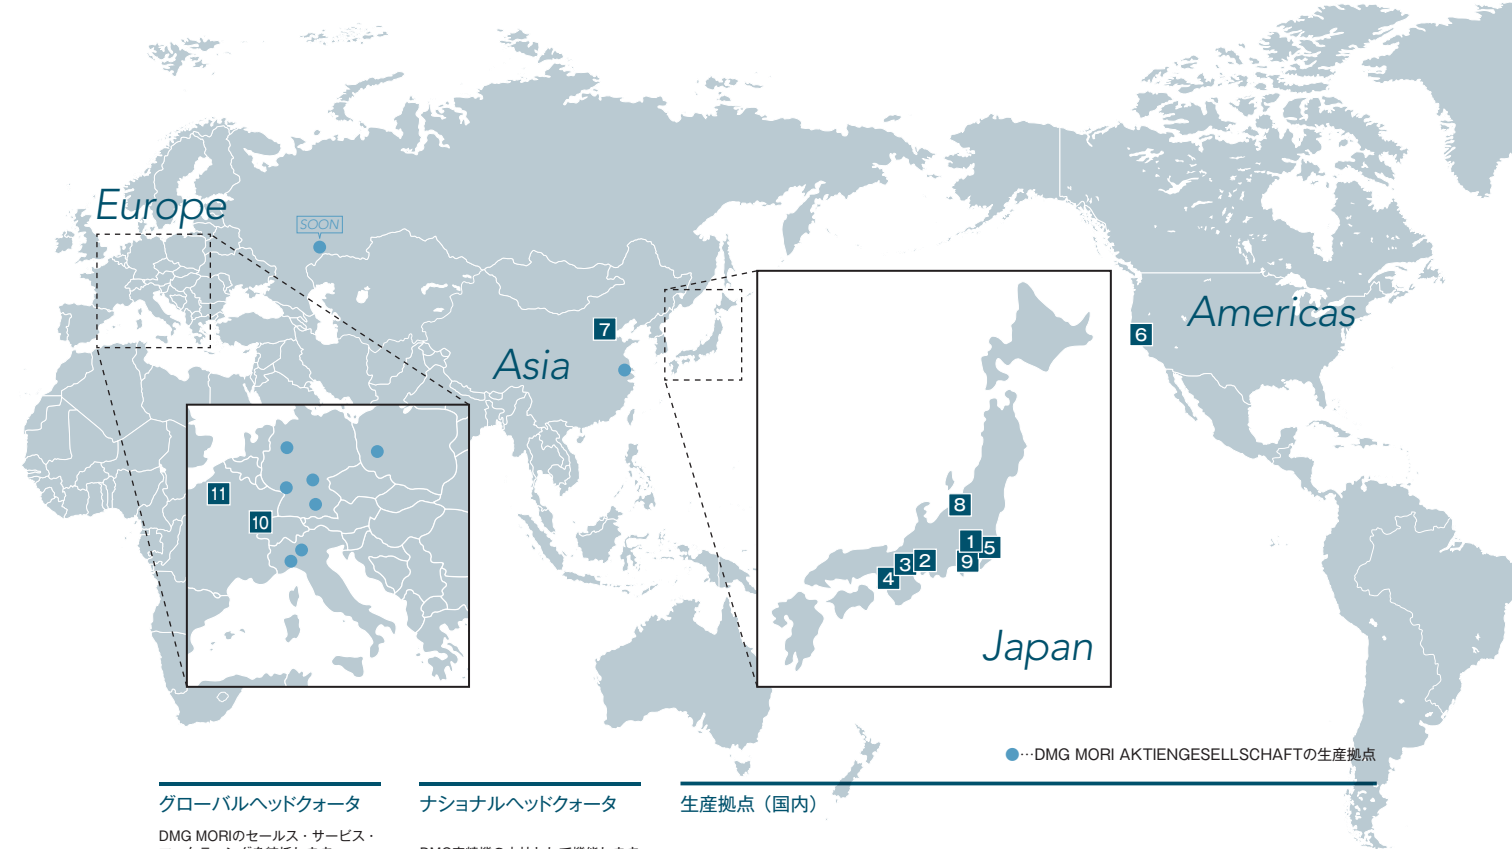 Europe
SOON
7
Asia
Americas
6
11
10
8
1
5
2
3
9
4
Japan
●…DMG MORI AKTIENGESELLSCHAFTの生産拠点
グローバルヘッドクォータ
ナショナルヘッドクォータ
生産拠点（国内）
DMG MORIのセールス・サービス・